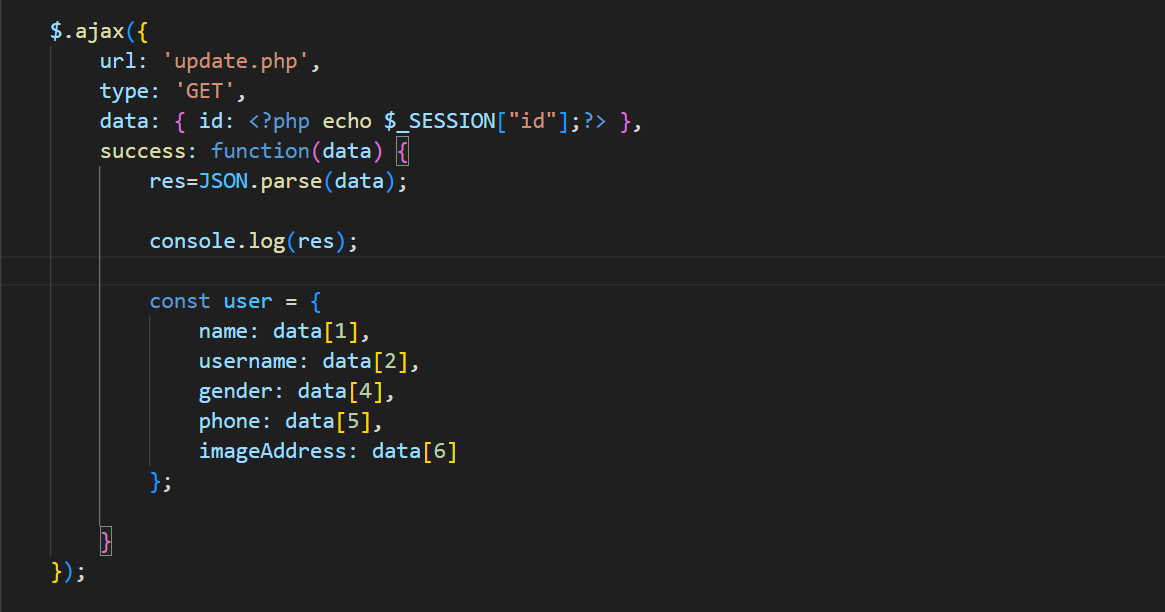 $.ajax({
url: 'update.php',
type: 'GET',
data: { id: <?php echo $_SESSION["id"];?> },
success: function(data) {
res=JSON.parse(data);
console.log(res);
const user = {
name: data[1],
username: data[2],
gender: data[4],
phone: data[5],
imageAddress: data[6]
};
}
});